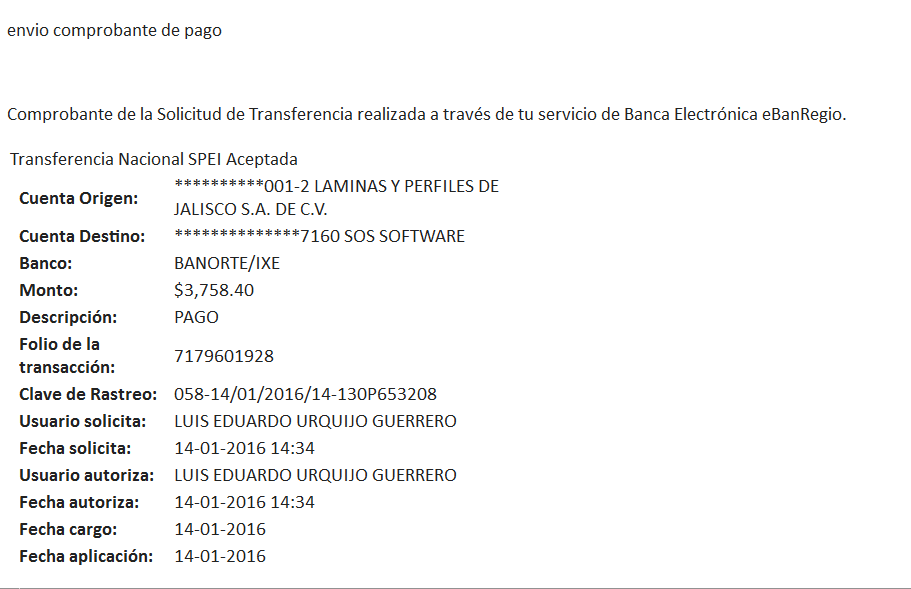 envio comprobante de pago
Comprobante de la Solicitud de Transferencia realizada a través de tu servicio de Banca Electrónica eBanRegio.
Transferencia Nacional SPEI Aceptada
Cuenta Origen: **********001-2 LAMINAS Y PERFILES DE
JALISCO S.A. DE C.V.
Cuenta Destino: **************7160 SOS SOFTWARE
Banco: BANORTE/IXE
Monto: $3,758.40
Descripción: PAGO
Folio de la
transacción: 7179601928
Clave de Rastreo: 058-14/01/2016/14-130P653208
Usuario solicita: LUIS EDUARDO URQUIJO GUERRERO
Fecha solicita: 14-01-2016 14:34
Usuario autoriza: LUIS EDUARDO URQUIJO GUERRERO
Fecha autoriza: 14-01-2016 14:34
Fecha cargo: 14-01-2016
Fecha aplicación: 14-01-2016